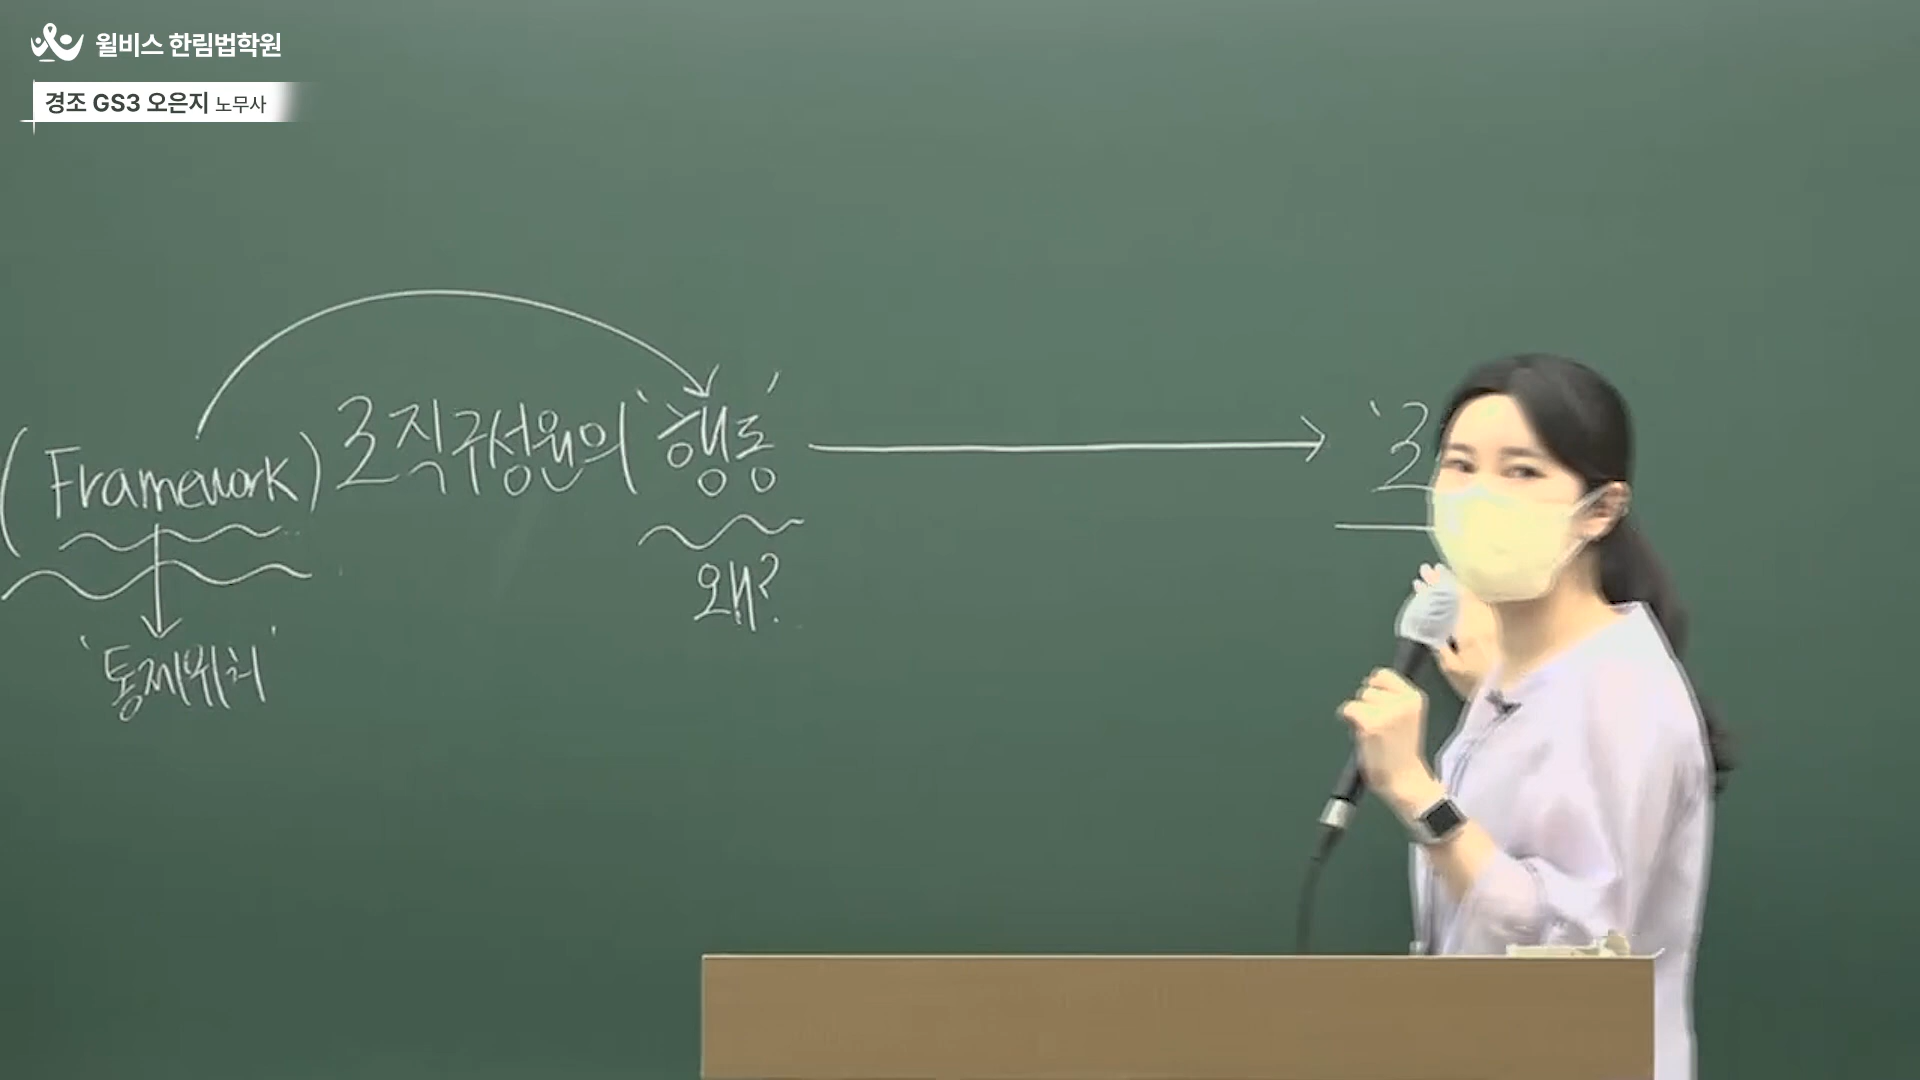 윌비스 한림법학원
경조 GS3 오은지 노무사
(Framework) 조직구성원의 '행동' → '조
왜?
'통제위치'